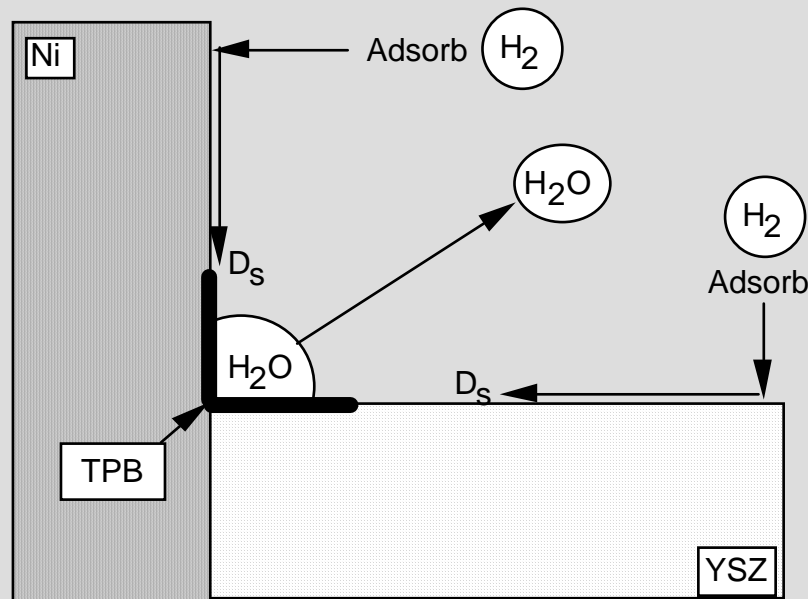 Ni
Adsorb H₂
H₂O
H₂
Adsorb
Dₛ
H₂O
Dₛ
TPB
YSZ